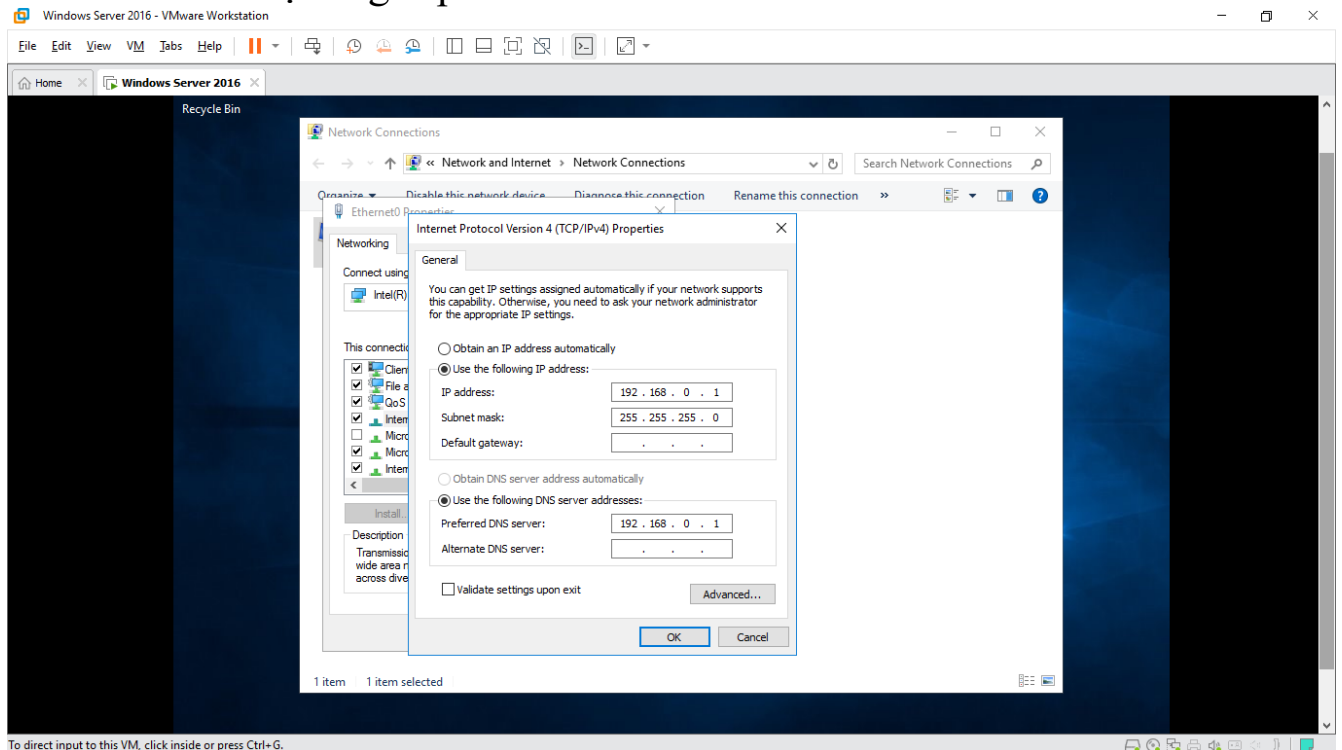 Windows Server 2016 - VMware Workstation
File Edit View VM Tabs Help
Home Windows Server 2016
Recycle Bin
Network Connections
« Network and Internet > Network Connections Search Network Connections
Organize Disable this network device Diagnose this connection Rename this connection »
Ethernet0 Properties
Internet Protocol Version 4 (TCP/IPv4) Properties
Networking
General
Connect using
Intel(R)
You can get IP settings assigned automatically if your network supports
this capability. Otherwise, you need to ask your network administrator
for the appropriate IP settings.
This connectio
Obtain an IP address automatically
Use the following IP address:
IP address: 192 . 168 . 0 . 1
Subnet mask: 255 . 255 . 255 . 0
Default gateway: . . .
Clien
File a
QoS
Intern
Micro
Micro
Intern
Obtain DNS server address automatically
Use the following DNS server addresses:
Preferred DNS server: 192 . 168 . 0 . 1
Alternate DNS server: . . .
Install...
Description
Transmissio
wide area n
across dive
Validate settings upon exit
Advanced...
OK Cancel
1 item 1 item selected
To direct input to this VM, click inside or press Ctrl+G.